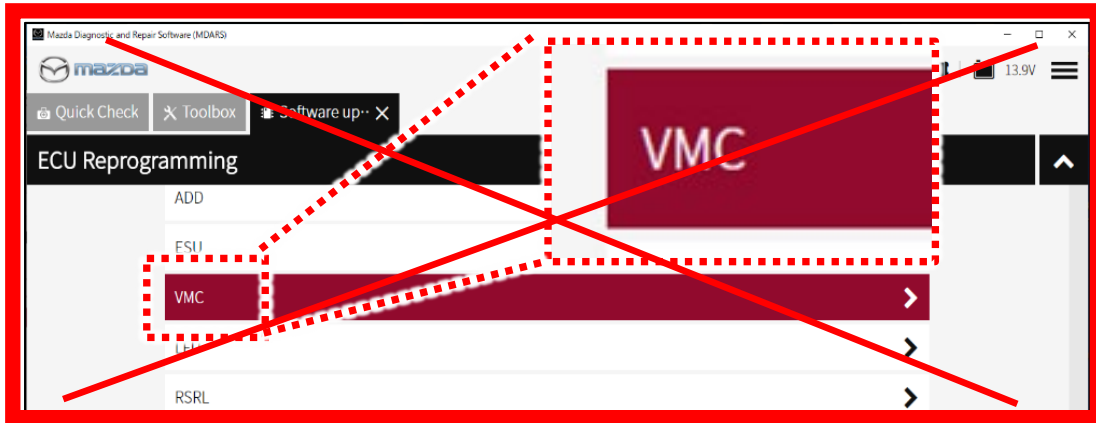 Mazda Diagnostic and Repair Software (MDARS)
mazda
13.9V
Quick Check
Toolbox
Software up··
ECU Reprogramming
VMC
ADD
ESU
VMC
RSRL